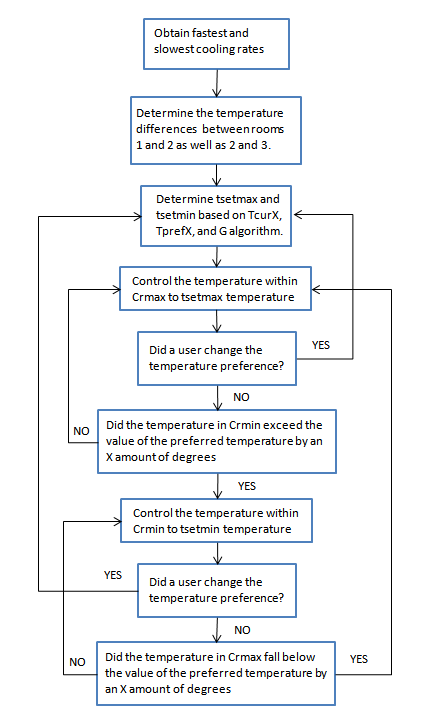 Obtain fastest and
slowest cooling rates
Determine the temperature
differences between rooms
1 and 2 as well as 2 and 3.
Determine tsetmax and
tsetmin based on TcurX,
TprefX, and G algorithm.
Control the temperature within
Crmax to tsetmax temperature
Did a user change the
temperature preference?
YES
NO
Did the temperature in Crmin exceed the
value of the preferred temperature by an
X amount of degrees
NO
YES
Control the temperature within
Crmin to tsetmin temperature
Did a user change the
temperature preference?
YES
NO
Did the temperature in Crmax fall below
the value of the preferred temperature by
an X amount of degrees
NO
YES